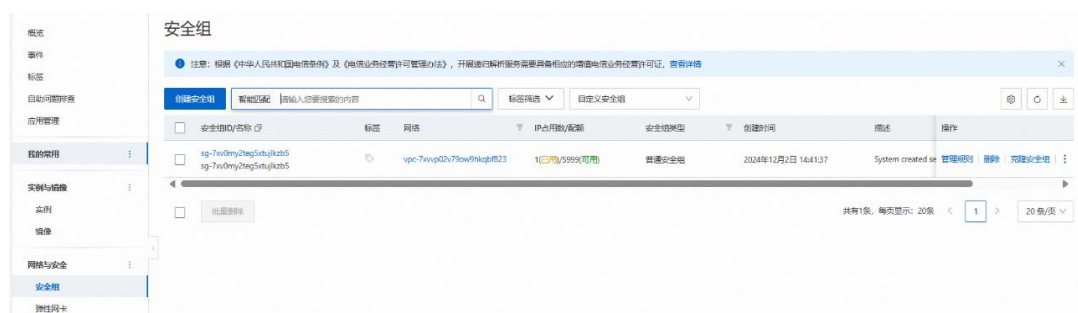 安全组
概览
事件
标签
自助问题排查
应用管理
我的常用
实例与镜像
实例
镜像
网络与安全
安全组
弹性网卡
注意：根据《中华人民共和国电信条例》及《电信业务经营许可管理办法》，开展递归解析服务需要具备相应的增值电信业务经营许可证，查看详情
创建安全组 智能匹配 请输入您要搜索的内容 标签筛选 自定义安全组
安全组ID/名称 标签 网络 IP占用数/配额 安全组类型 创建时间 描述 操作
sg-7xv0my2teg5xtujlkzb5
sg-7xv0my2teg5xtujlkzb5
vpc-7xvvp02v79ow9hkqbf823 1(已用)/5999(可用) 普通安全组 2024年12月2日 14:41:37 System created se 管理规则 删除 克隆安全组
批量删除 共有1条，每页显示：20条 1 20 条/页